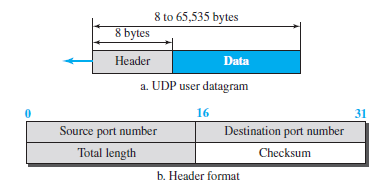 8 to 65,535 bytes
8 bytes
Header Data
a. UDP user datagram
0 16 31
Source port number Destination port number
Total length Checksum
b. Header format